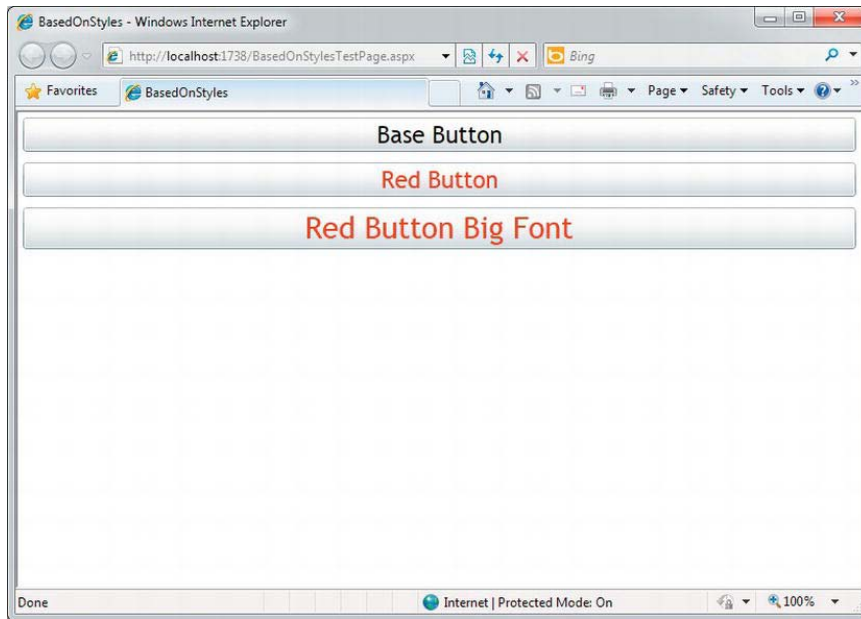 BasedOnStyles - Windows Internet Explorer
http://localhost:1738/BasedOnStylesTestPage.aspx
Bing
Favorites
BasedOnStyles
Page
Safety
Tools
Base Button
Red Button
Red Button Big Font
Done
Internet | Protected Mode: On
100%